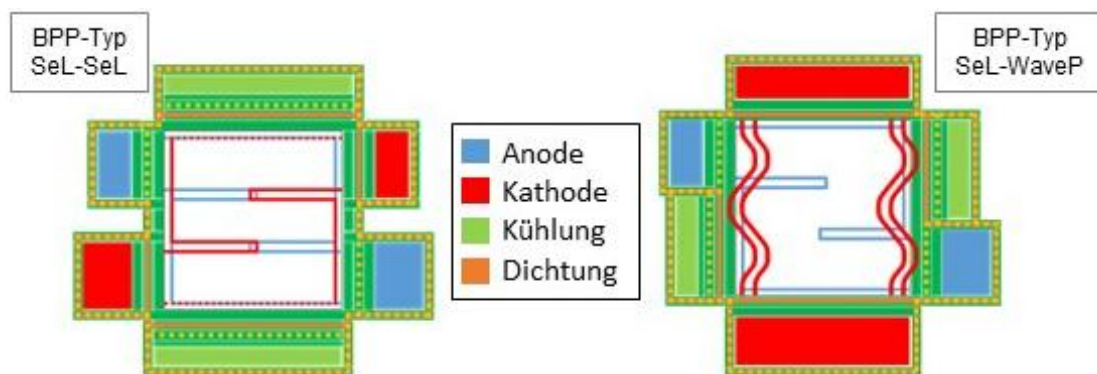 BPP-Typ
SeL-SeL
BPP-Typ
SeL-WaveP
Anode
Kathode
Kühlung
Dichtung